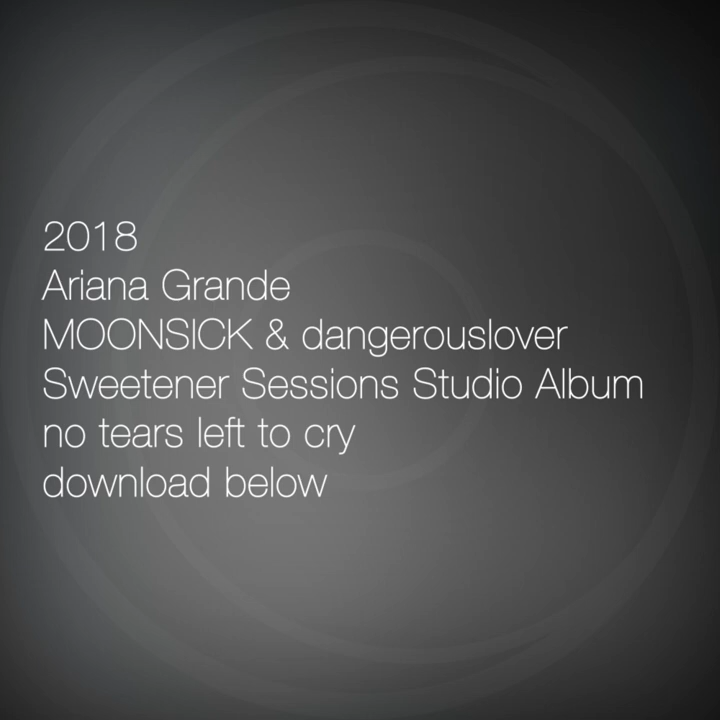 2018
Ariana Grande
MOONSICK & dangerouslover
Sweetener Sessions Studio Album
no tears left to cry
download below